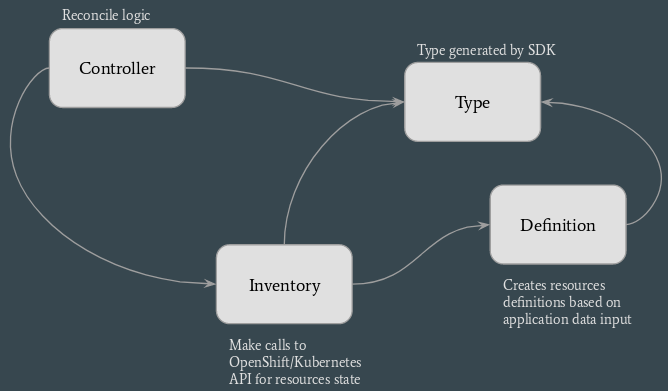 Reconcile logic
Controller
Type generated by SDK
Type
Definition
Creates resources
definitions based on
application data input
Inventory
Make calls to
OpenShift/Kubernetes
API for resources state